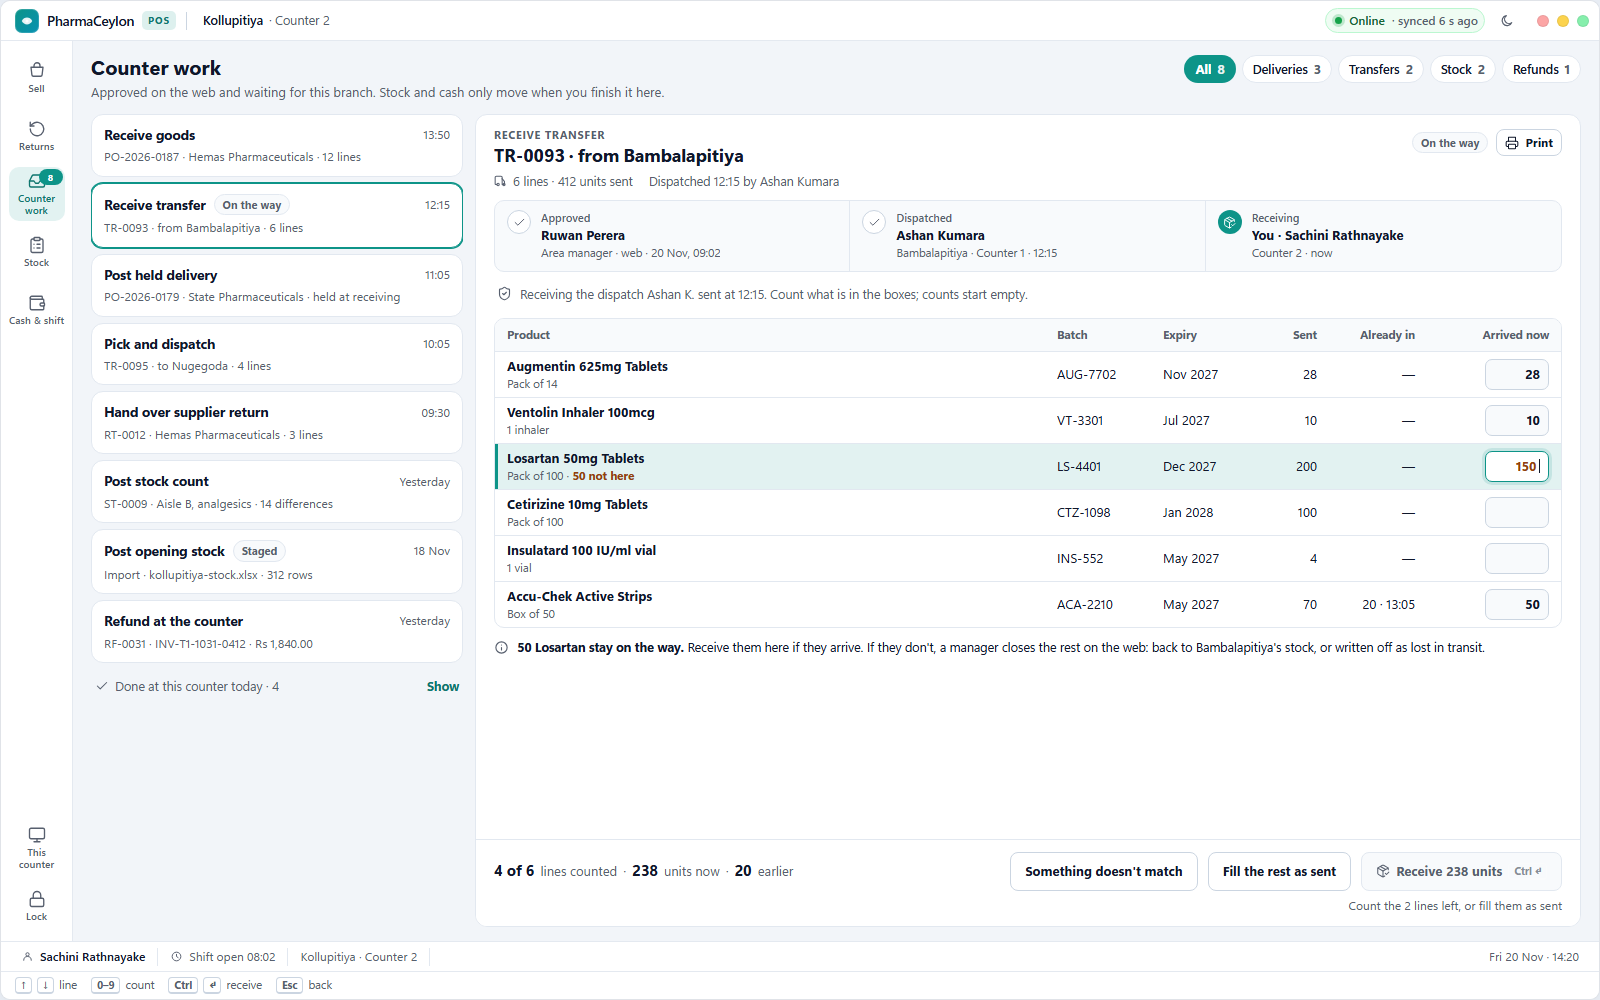 PharmaCeylon POS Kollupitiya · Counter 2
Online · synced 6 s ago
Sell
Returns
8
Counter work
Stock
Cash & shift
This counter
Lock
Counter work
Approved on the web and waiting for this branch. Stock and cash only move when you finish it here.
All 8 Deliveries 3 Transfers 2 Stock 2 Refunds 1
Receive goods 13:50
PO-2026-0187 · Hemas Pharmaceuticals · 12 lines
Receive transfer On the way 12:15
TR-0093 · from Bambalapitiya · 6 lines
Post held delivery 11:05
PO-2026-0179 · State Pharmaceuticals · held at receiving
Pick and dispatch 10:05
TR-0095 · to Nugegoda · 4 lines
Hand over supplier return 09:30
RT-0012 · Hemas Pharmaceuticals · 3 lines
Post stock count Yesterday
ST-0009 · Aisle B, analgesics · 14 differences
Post opening stock Staged 18 Nov
Import · kollupitiya-stock.xlsx · 312 rows
Refund at the counter Yesterday
RF-0031 · INV-T1-1031-0412 · Rs 1,840.00
Done at this counter today · 4 Show
RECEIVE TRANSFER
TR-0093 · from Bambalapitiya
On the way Print
6 lines · 412 units sent Dispatched 12:15 by Ashan Kumara
Approved
Ruwan Perera
Area manager · web · 20 Nov, 09:02
Dispatched
Ashan Kumara
Bambalapitiya · Counter 1 · 12:15
Receiving
You · Sachini Rathnayake
Counter 2 · now
Receiving the dispatch Ashan K. sent at 12:15. Count what is in the boxes; counts start empty.
Product Batch Expiry Sent Already in Arrived now
Augmentin 625mg Tablets
Pack of 14
AUG-7702 Nov 2027 28 — 28
Ventolin Inhaler 100mcg
1 inhaler
VT-3301 Jul 2027 10 — 10
Losartan 50mg Tablets
Pack of 100 · 50 not here
LS-4401 Dec 2027 200 — 150
Cetirizine 10mg Tablets
Pack of 100
CTZ-1098 Jan 2028 100 —
Insulatard 100 IU/ml vial
1 vial
INS-552 May 2027 4 —
Accu-Chek Active Strips
Box of 50
ACA-2210 May 2027 70 20 · 13:05 50
50 Losartan stay on the way. Receive them here if they arrive. If they don't, a manager closes the rest on the web: back to Bambalapitiya's stock, or written off as lost in transit.
4 of 6 lines counted · 238 units now · 20 earlier
Something doesn't match
Fill the rest as sent
Receive 238 units Ctrl ↵
Count the 2 lines left, or fill them as sent
Sachini Rathnayake Shift open 08:02 Kollupitiya · Counter 2 Fri 20 Nov · 14:20
↑ ↓ line 0–9 count Ctrl ↵ receive Esc back